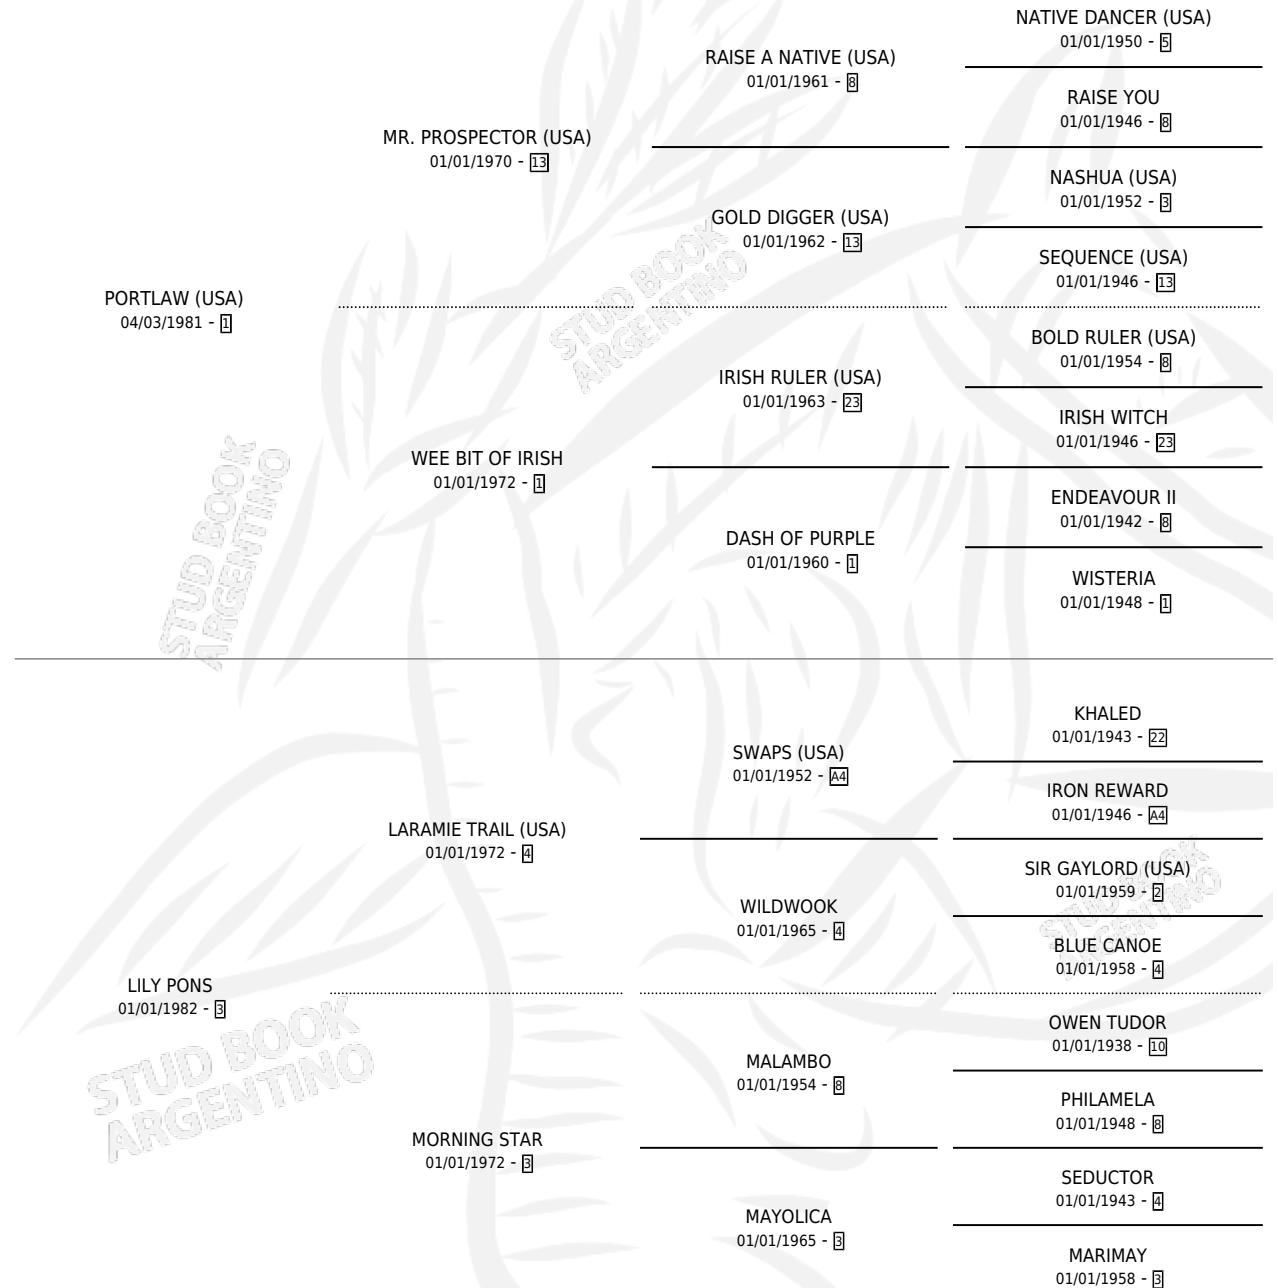 NATIVE DANCER (USA)
01/01/1950 - 5
RAISE A NATIVE (USA)
01/01/1961 - 8
RAISE YOU
01/01/1946 - 8
MR. PROSPECTOR (USA)
01/01/1970 - 13
NASHUA (USA)
01/01/1952 - 3
GOLD DIGGER (USA)
01/01/1962 - 13
SEQUENCE (USA)
01/01/1946 - 13
PORTLAW (USA)
04/03/1981 - 1
STUD BOOK
ARGENTINO
BOLD RULER (USA)
01/01/1954 - 8
IRISH RULER (USA)
01/01/1963 - 23
IRISH WITCH
01/01/1946 - 23
WEE BIT OF IRISH
01/01/1972 - 1
ENDEAVOUR II
01/01/1942 - 8
DASH OF PURPLE
01/01/1960 - 1
WISTERIA
01/01/1948 - 1
STUD BOOK
ARGENTINO
KHALED
01/01/1943 - 22
SWAPS (USA)
01/01/1952 - A4
IRON REWARD
01/01/1946 - A4
LARAMIE TRAIL (USA)
01/01/1972 - 4
SIR GAYLORD (USA)
01/01/1959 - 2
WILDWOOK
01/01/1965 - 4
BLUE CANOE
01/01/1958 - 4
STUD BOOK
ARGENTINO
LILY PONS
01/01/1982 - 3
OWEN TUDOR
01/01/1938 - 10
MALAMBO
01/01/1954 - 8
PHILAMELA
01/01/1948 - 8
STUD BOOK
ARGENTINO
MORNING STAR
01/01/1972 - 3
SEDUCTOR
01/01/1943 - 4
MAYOLICA
01/01/1965 - 3
MARIMAY
01/01/1958 - 3